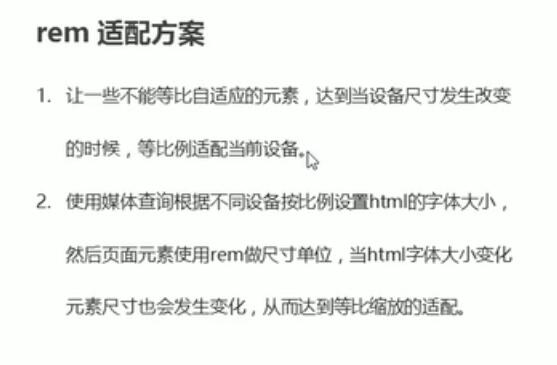 rem 适配方案
1. 让一些不能等比自适应的元素，达到当设备尺寸发生改变
的时候，等比例适配当前设备。
2. 使用媒体查询根据不同设备按比例设置html的字体大小，
然后页面元素使用rem做尺寸单位，当html字体大小变化
元素尺寸也会发生变化，从而达到等比缩放的适配。